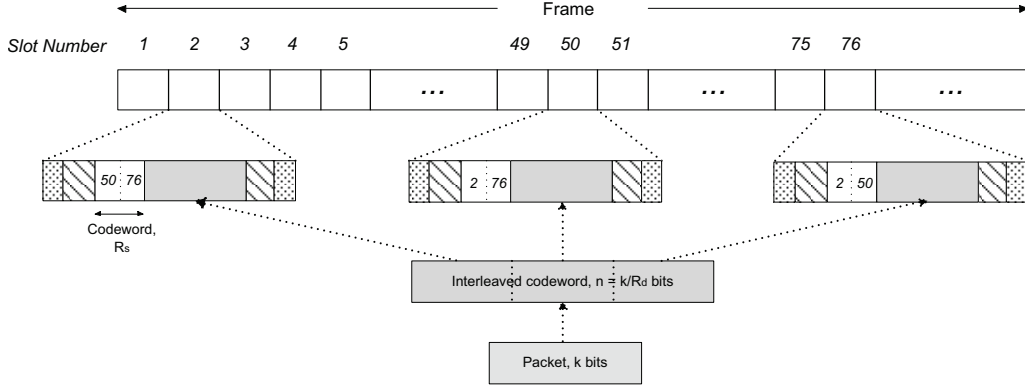 Frame
Slot Number 1 2 3 4 5 49 50 51 75 76
... ... ...
50 76 2 76 2 50
Codeword,
Rs
Interleaved codeword, n = k/Rd bits
Packet, k bits